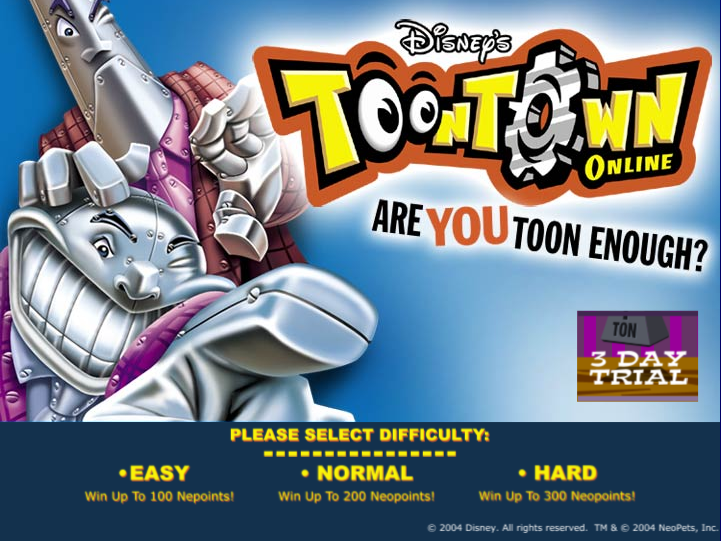 Disney's
TOONTOWN
ONLINE
ARE YOU TOON ENOUGH?
TON
3 DAY
TRIAL
PLEASE SELECT DIFFICULTY:
----------------
•EASY • NORMAL • HARD
Win Up To 100 Nepoints! Win Up To 200 Neopoints! Win Up To 300 Neopoints!
© 2004 Disney. All rights reserved. TM & © 2004 NeoPets, Inc.